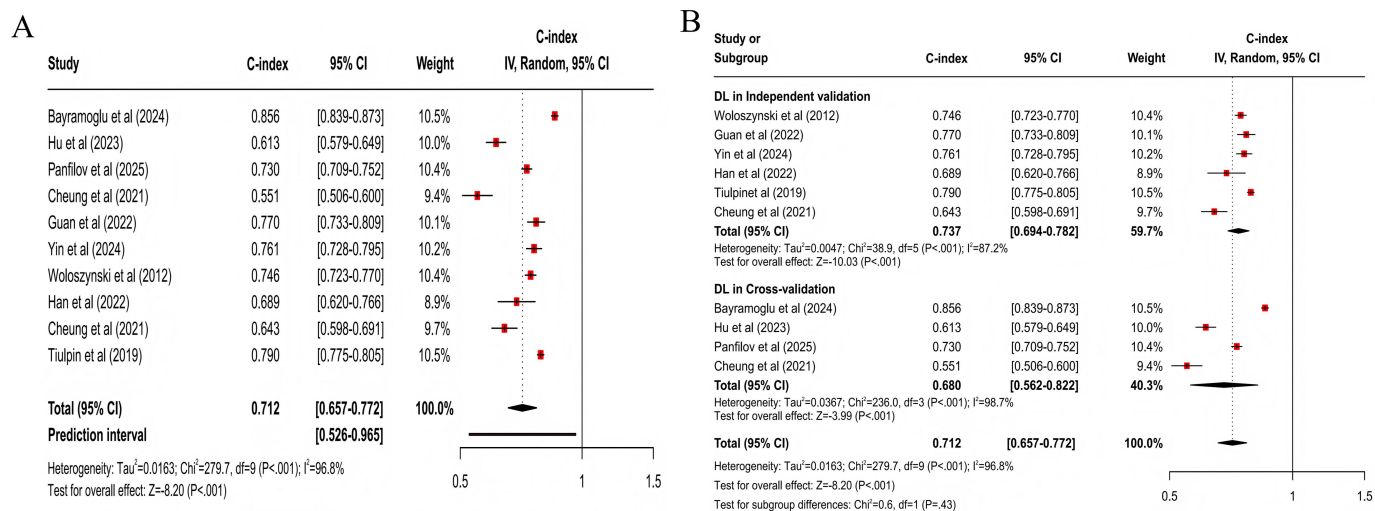 A
C-index
Study C-index 95% CI Weight IV, Random, 95% CI
Bayramoglu et al (2024) 0.856 [0.839-0.873] 10.5%
Hu et al (2023) 0.613 [0.579-0.649] 10.0%
Panfilov et al (2025) 0.730 [0.709-0.752] 10.4%
Cheung et al (2021) 0.551 [0.506-0.600] 9.4%
Guan et al (2022) 0.770 [0.733-0.809] 10.1%
Yin et al (2024) 0.761 [0.728-0.795] 10.2%
Woloszynski et al (2012) 0.746 [0.723-0.770] 10.4%
Han et al (2022) 0.689 [0.620-0.766] 8.9%
Cheung et al (2021) 0.643 [0.598-0.691] 9.7%
Tiulpin et al (2019) 0.790 [0.775-0.805] 10.5%
Total (95% CI) 0.712 [0.657-0.772] 100.0%
Prediction interval [0.526-0.965]
Heterogeneity: Tau²=0.0163; Chi²=279.7, df=9 (P<.001); I²=96.8%
Test for overall effect: Z=-8.20 (P<.001)
0.5 1 1.5
B
Study or C-index
Subgroup C-index 95% CI Weight IV, Random, 95% CI
DL in Independent validation
Woloszynski et al (2012) 0.746 [0.723-0.770] 10.4%
Guan et al (2022) 0.770 [0.733-0.809] 10.1%
Yin et al (2024) 0.761 [0.728-0.795] 10.2%
Han et al (2022) 0.689 [0.620-0.766] 8.9%
Tiulpinet al (2019) 0.790 [0.775-0.805] 10.5%
Cheung et al (2021) 0.643 [0.598-0.691] 9.7%
Total (95% CI) 0.737 [0.694-0.782] 59.7%
Heterogeneity: Tau²=0.0047; Chi²=38.9, df=5 (P<.001); I²=87.2%
Test for overall effect: Z=-10.03 (P<.001)
DL in Cross-validation
Bayramoglu et al (2024) 0.856 [0.839-0.873] 10.5%
Hu et al (2023) 0.613 [0.579-0.649] 10.0%
Panfilov et al (2025) 0.730 [0.709-0.752] 10.4%
Cheung et al (2021) 0.551 [0.506-0.600] 9.4%
Total (95% CI) 0.680 [0.562-0.822] 40.3%
Heterogeneity: Tau²=0.0367; Chi²=236.0, df=3 (P<.001); I²=98.7%
Test for overall effect: Z=-3.99 (P<.001)
Total (95% CI) 0.712 [0.657-0.772] 100.0%
Heterogeneity: Tau²=0.0163; Chi²=279.7, df=9 (P<.001); I²=96.8%
Test for overall effect: Z=-8.20 (P<.001)
Test for subgroup differences: Chi²=0.6, df=1 (P=.43)
0.5 1 1.5